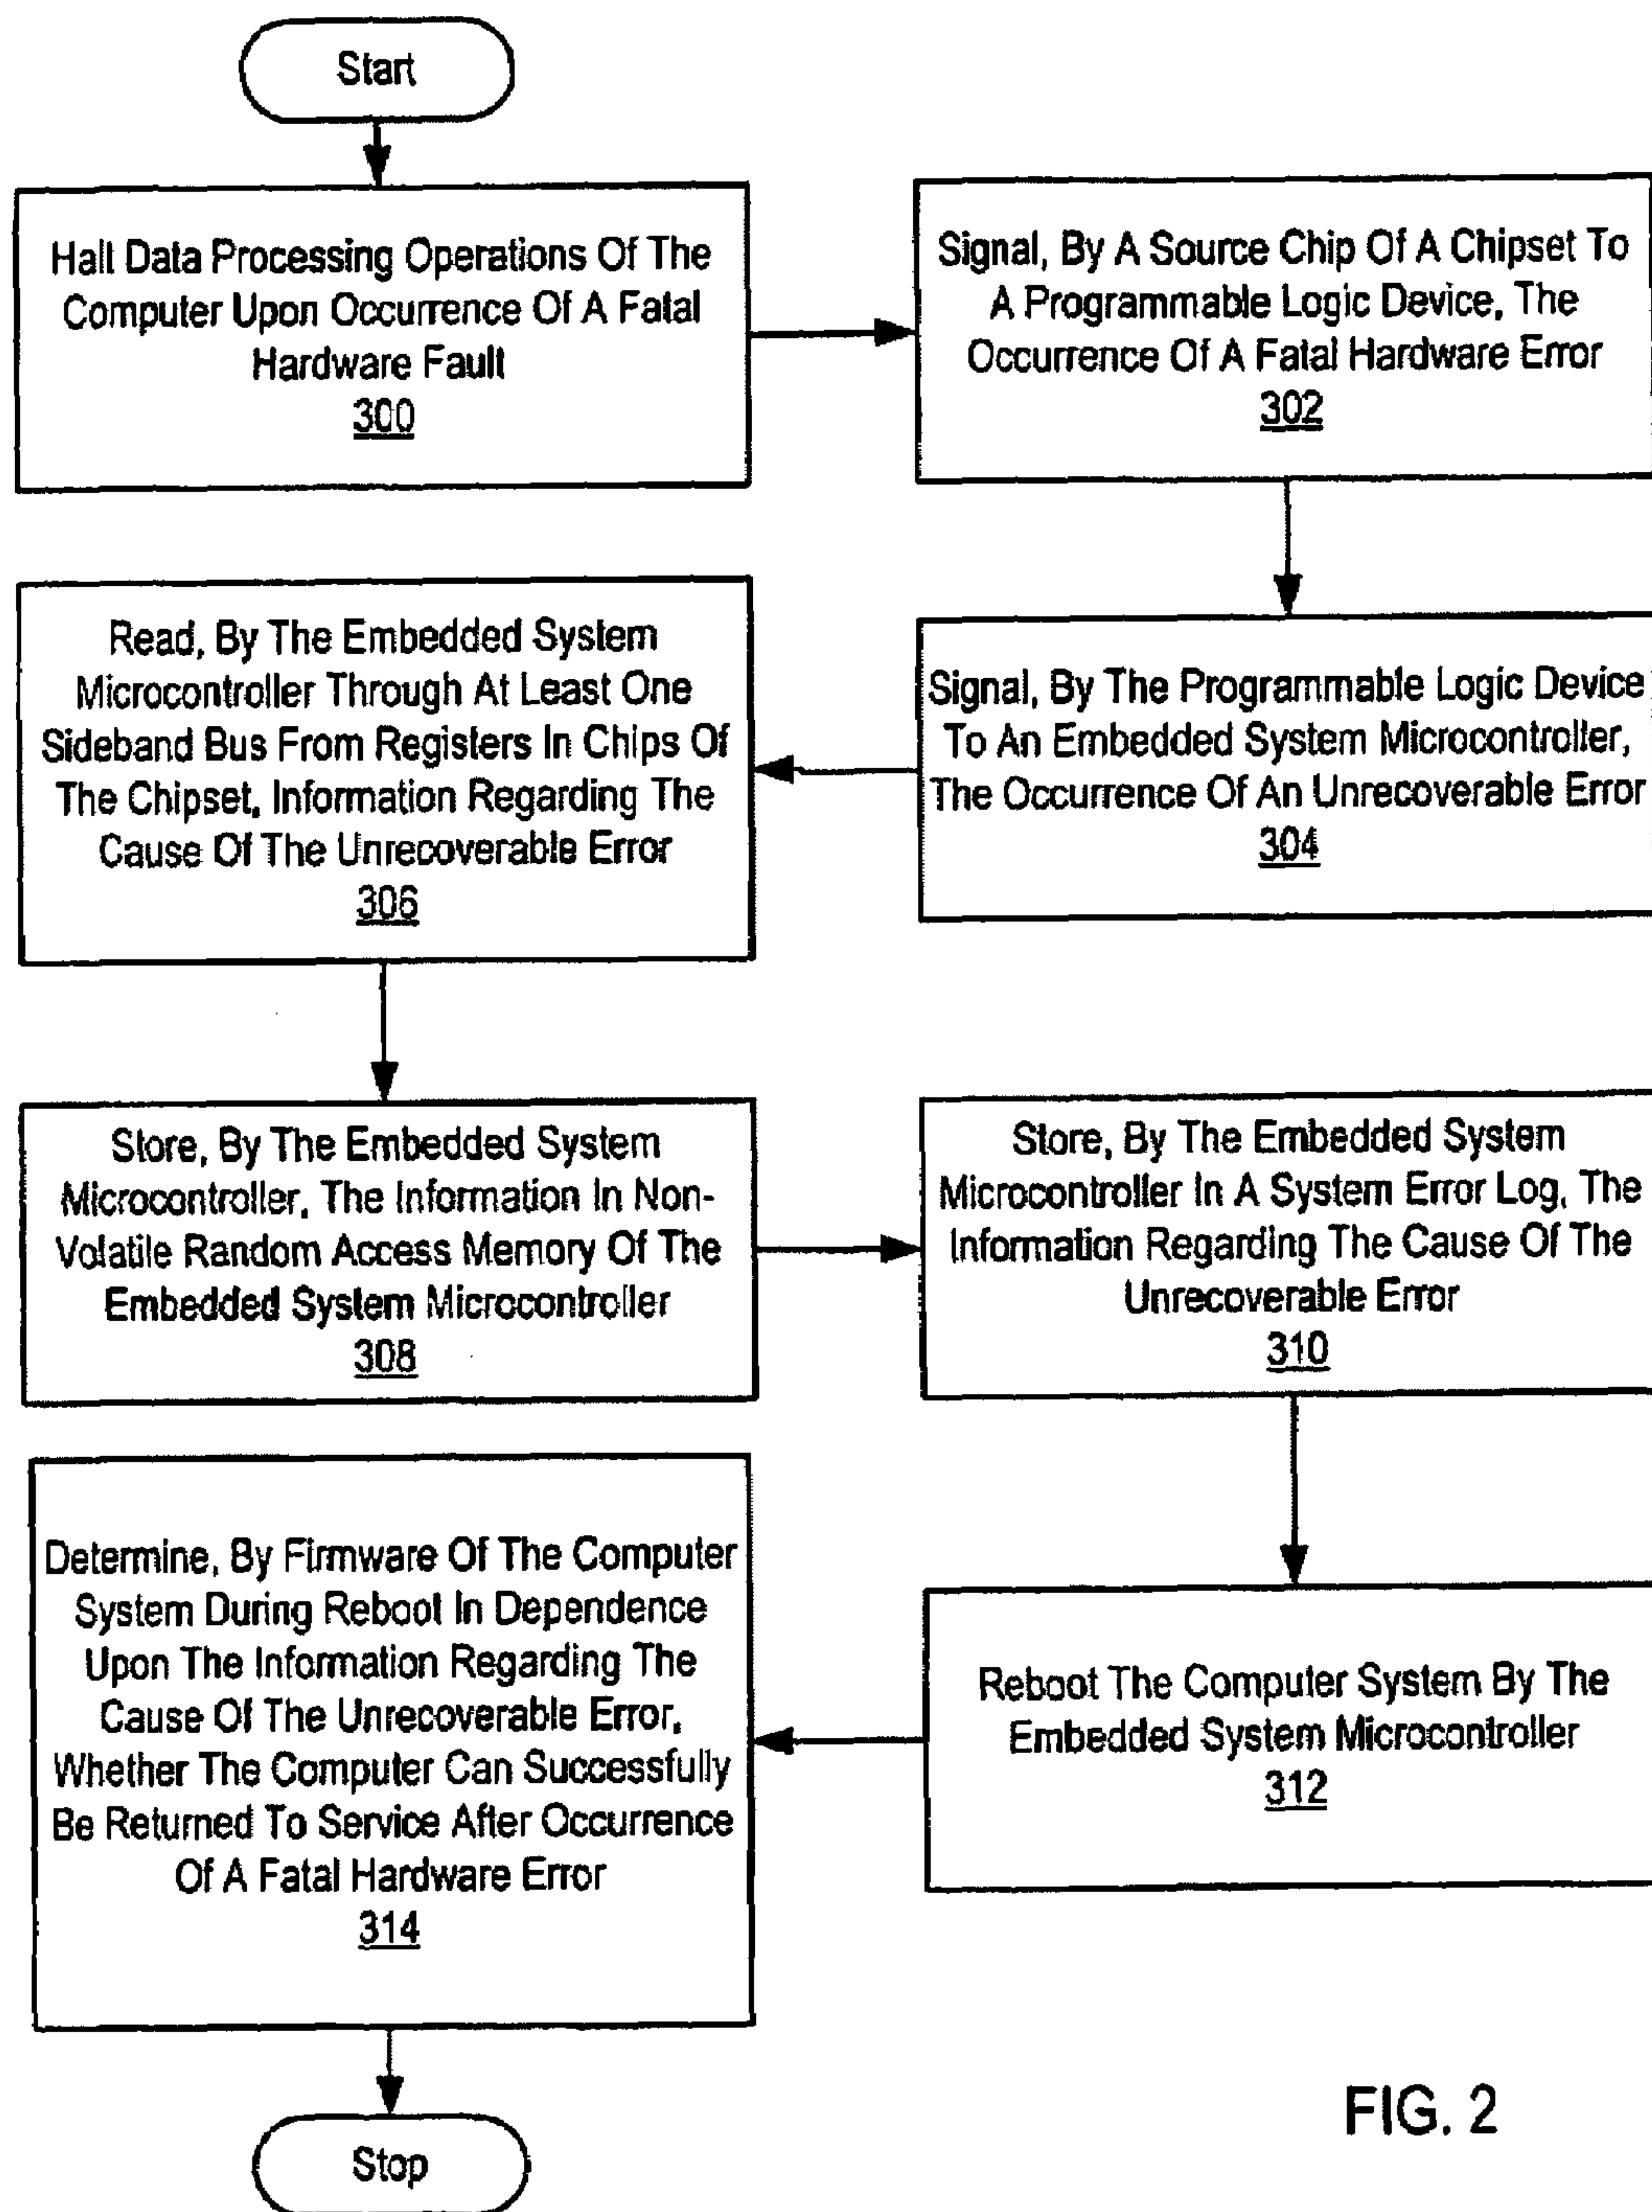 Start
Halt Data Processing Operations Of The
Computer Upon Occurrence Of A Fatal
Hardware Fault
300
Signal, By A Source Chip Of A Chipset To
A Programmable Logic Device, The
Occurrence Of A Fatal Hardware Error
302
Signal, By The Programmable Logic Device
To An Embedded System Microcontroller,
The Occurrence Of An Unrecoverable Error
304
Read, By The Embedded System
Microcontroller Through At Least One
Sideband Bus From Registers In Chips Of
The Chipset, Information Regarding The
Cause Of The Unrecoverable Error
306
Store, By The Embedded System
Microcontroller, The Information In Non-
Volatile Random Access Memory Of The
Embedded System Microcontroller
308
Store, By The Embedded System
Microcontroller In A System Error Log, The
Information Regarding The Cause Of The
Unrecoverable Error
310
Reboot The Computer System By The
Embedded System Microcontroller
312
Determine, By Firmware Of The Computer
System During Reboot In Dependence
Upon The Information Regarding The
Cause Of The Unrecoverable Error,
Whether The Computer Can Successfully
Be Returned To Service After Occurrence
Of A Fatal Hardware Error
314
Stop
FIG. 2